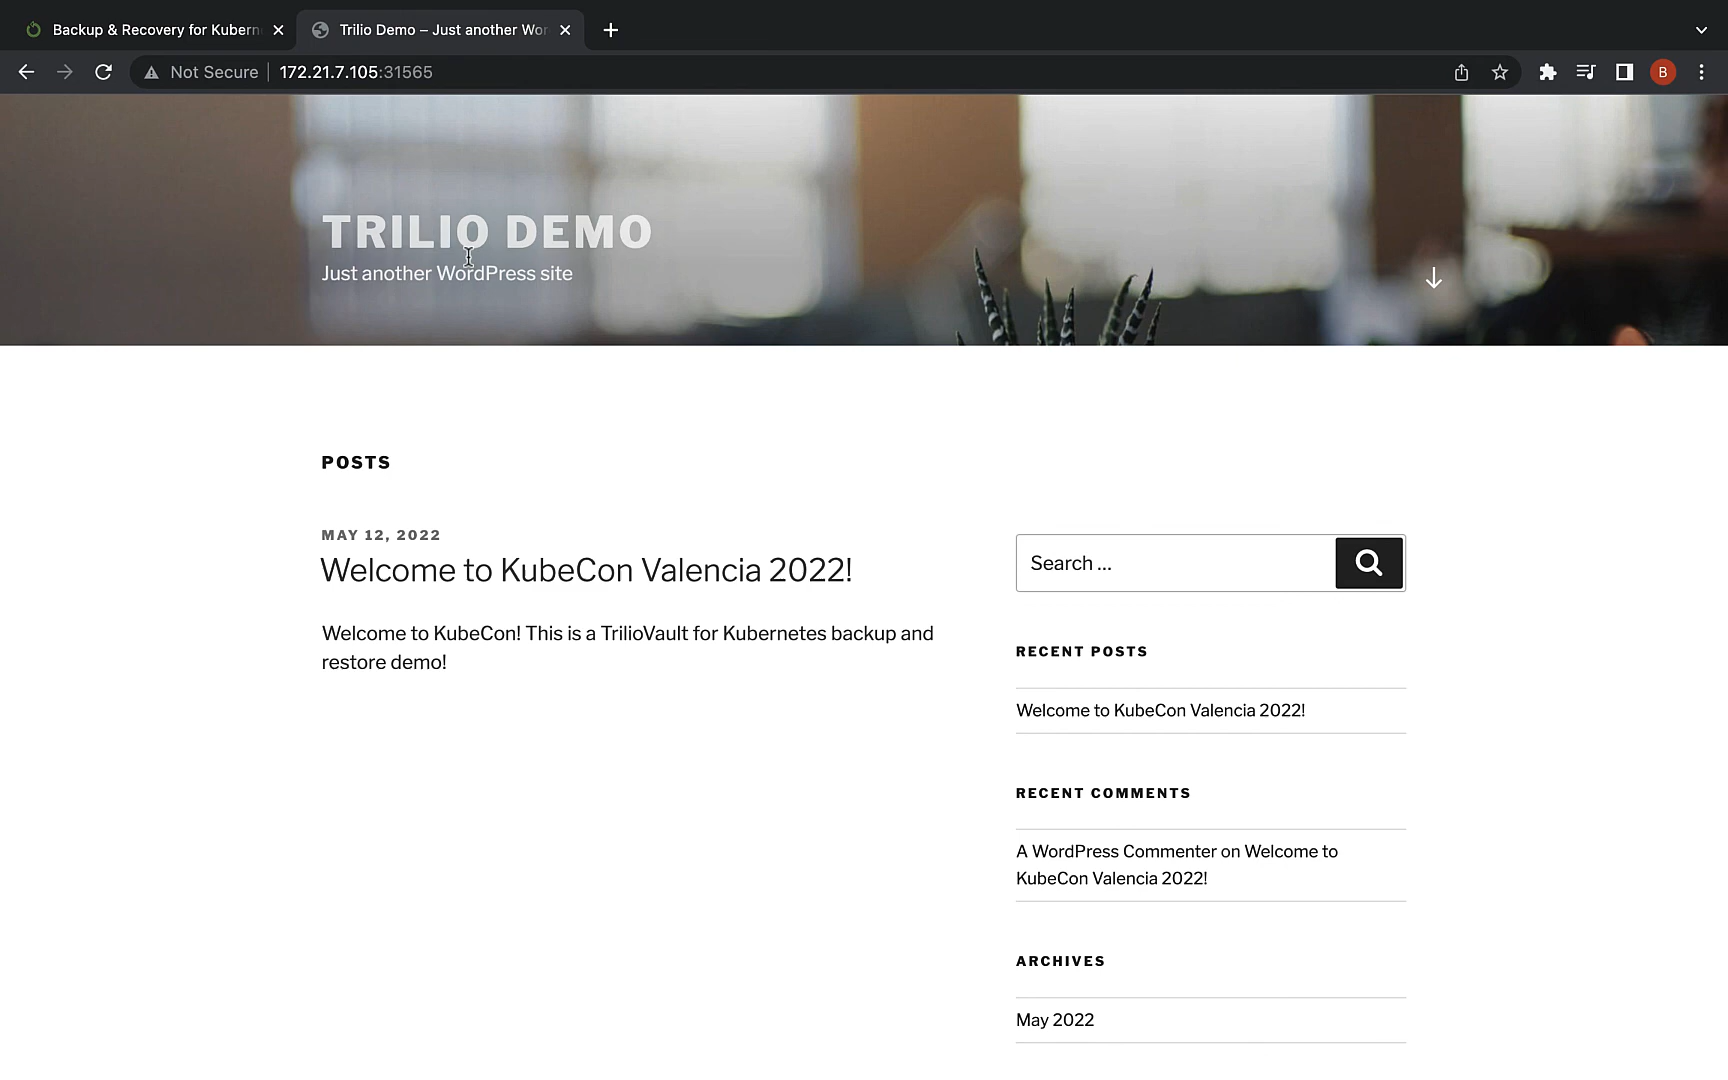 Backup & Recovery for Kubern
Trilio Demo – Just another Wor
Not Secure
172.21.7.105:31565
B
TRILIO DEMO
Just another WordPress site
POSTS
MAY 12, 2022
Welcome to KubeCon Valencia 2022!
Welcome to KubeCon! This is a TrilioVault for Kubernetes backup and
restore demo!
Search ...
RECENT POSTS
Welcome to KubeCon Valencia 2022!
RECENT COMMENTS
A WordPress Commenter on Welcome to
KubeCon Valencia 2022!
ARCHIVES
May 2022